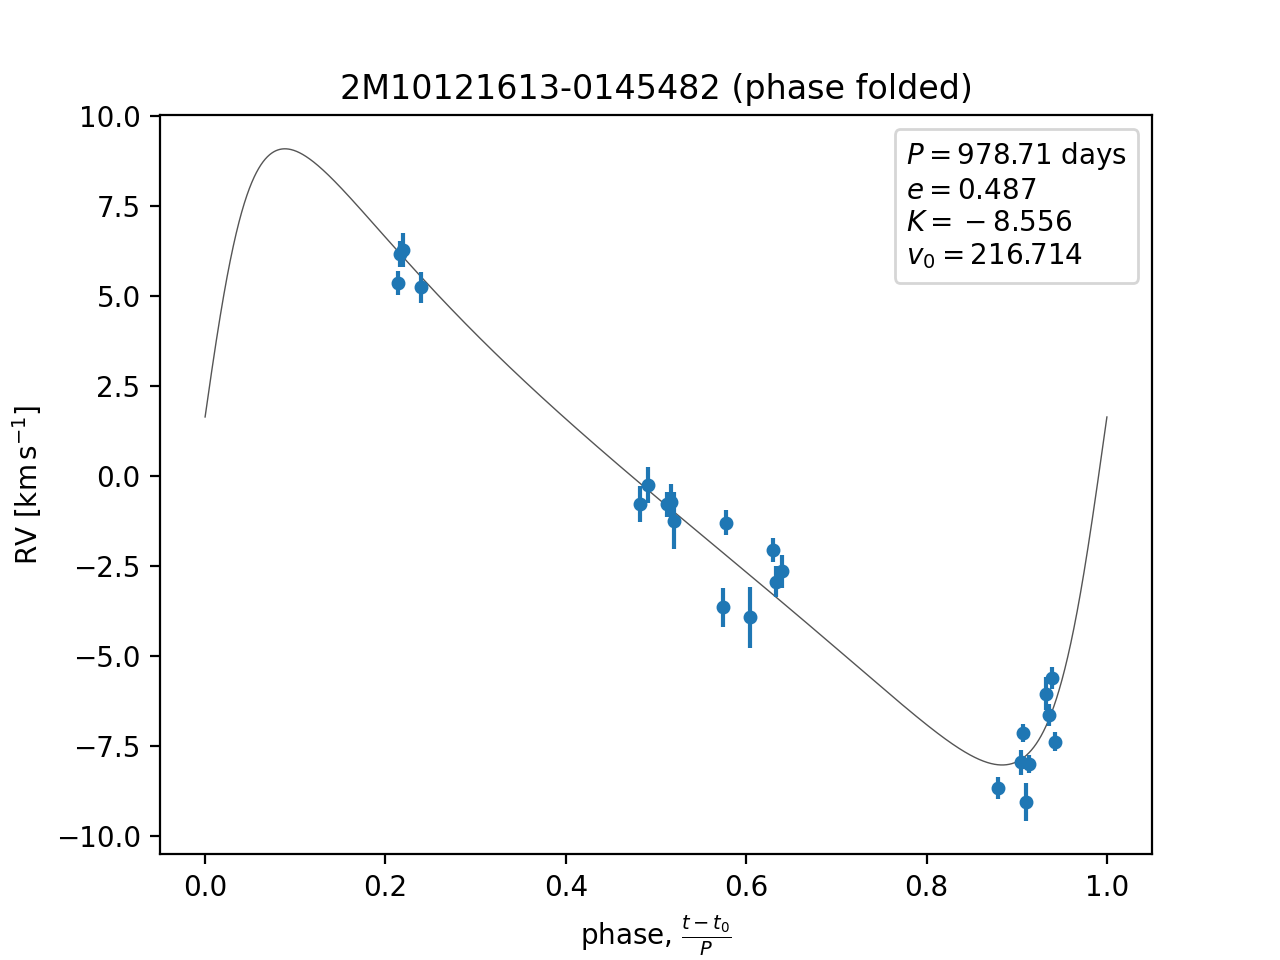 2M10121613-0145482 (phase folded)
P = 978.71 days
e = 0.487
K = −8.556
v₀ = 216.714
RV [km s⁻¹]
10.0
7.5
5.0
2.5
0.0
−2.5
−5.0
−7.5
−10.0
0.0 0.2 0.4 0.6 0.8 1.0
phase, (t − t₀)/P